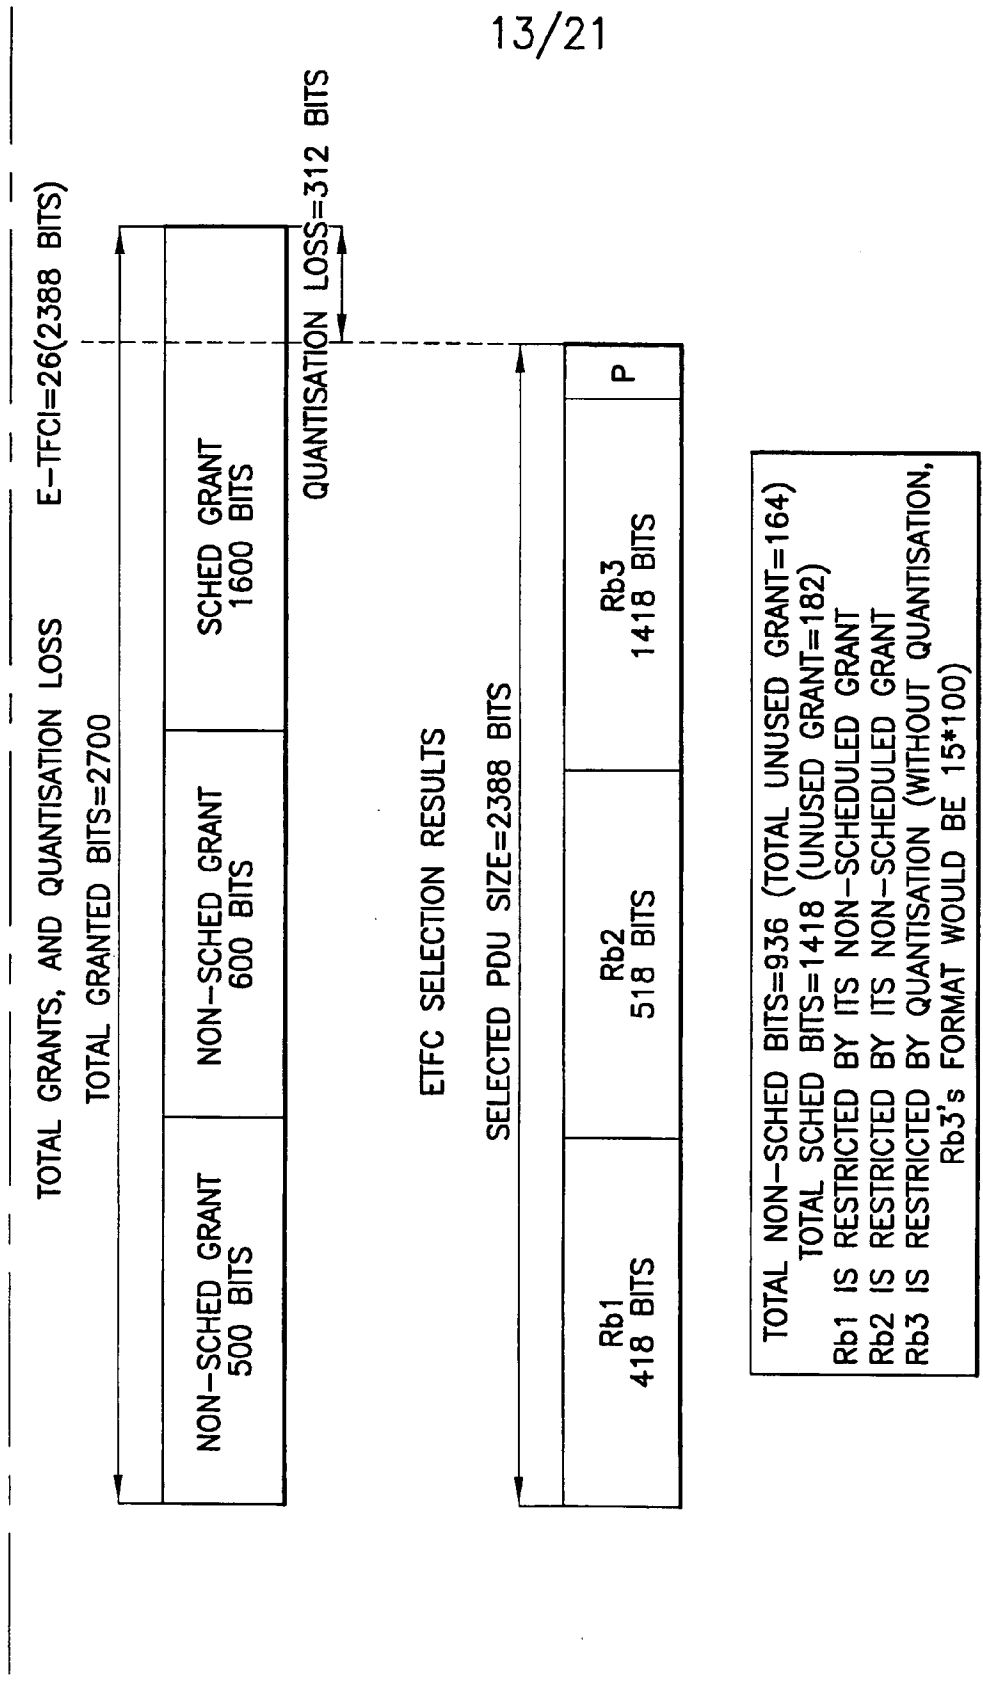 13/21
TOTAL GRANTS, AND QUANTISATION LOSS
E-TFCI=26(2388 BITS)
TOTAL GRANTED BITS=2700
NON-SCHED GRANT
500 BITS
NON-SCHED GRANT
600 BITS
SCHED GRANT
1600 BITS
QUANTISATION LOSS=312 BITS
ETFC SELECTION RESULTS
SELECTED PDU SIZE=2388 BITS
Rb1
418 BITS
Rb2
518 BITS
Rb3
1418 BITS
P
TOTAL NON-SCHED BITS=936 (TOTAL UNUSED GRANT=164)
TOTAL SCHED BITS=1418 (UNUSED GRANT=182)
Rb1 IS RESTRICTED BY ITS NON-SCHEDULED GRANT
Rb2 IS RESTRICTED BY ITS NON-SCHEDULED GRANT
Rb3 IS RESTRICTED BY QUANTISATION (WITHOUT QUANTISATION,
Rb3's FORMAT WOULD BE 15*100)